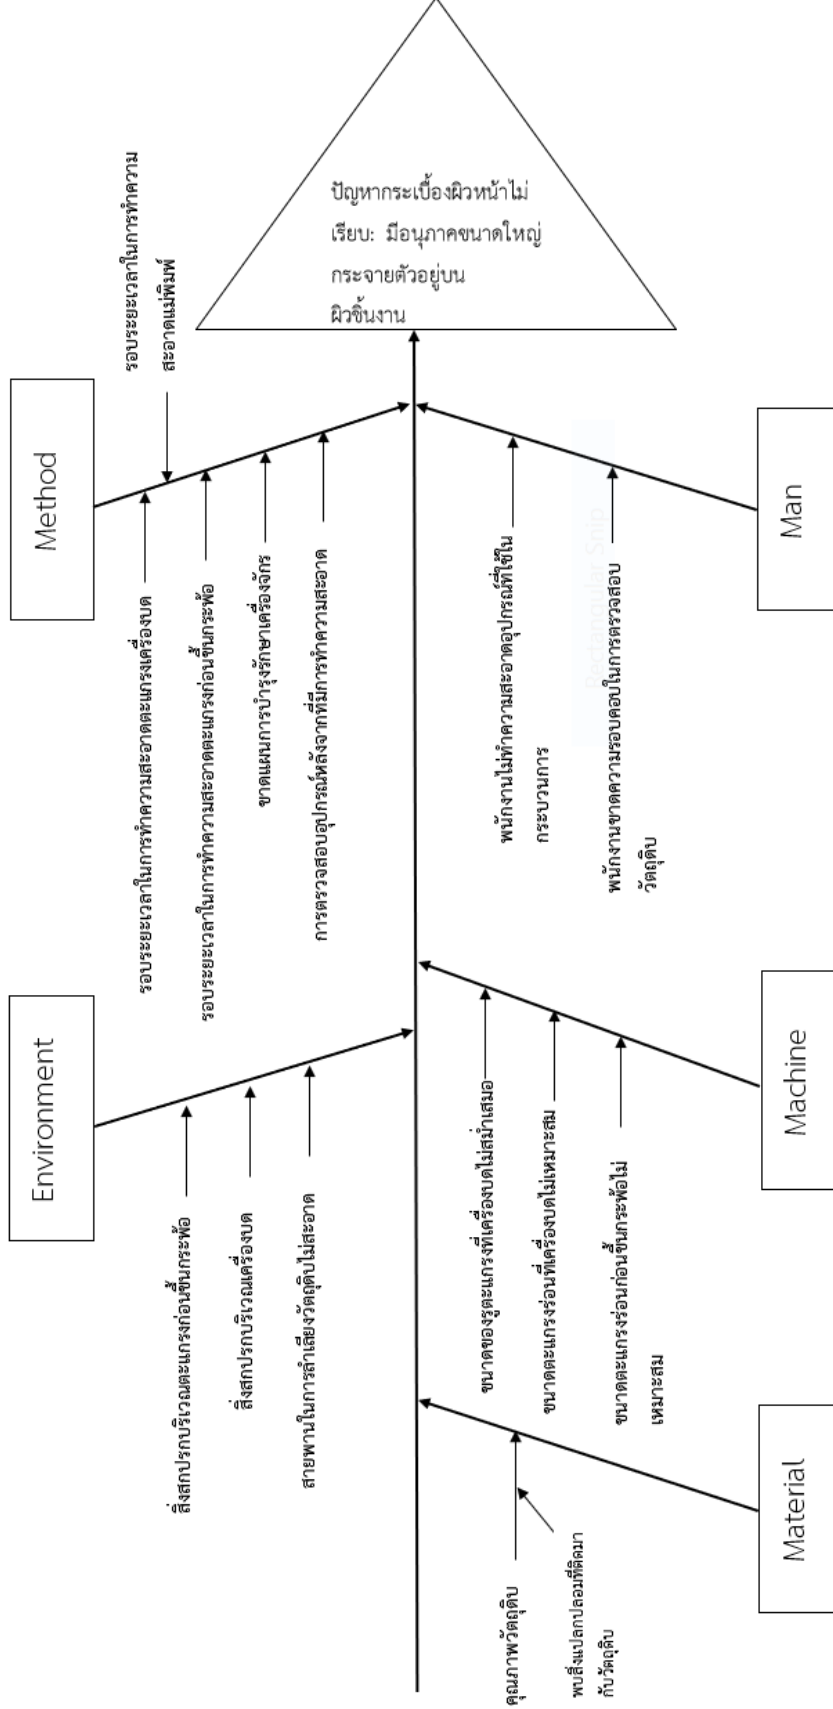 Environment
สิ่งสกปรกบริเวณตะแกรงก่อนขึ้นกระพ้อ
สิ่งสกปรกบริเวณเครื่องบด
สายพานในการลำเลียงวัตถุดิบไม่สะอาด
Method
รอบระยะเวลาในการทำความ
สะอาดแม่พิมพ์
รอบระยะเวลาในการทำความสะอาดตะแกรงเครื่องบด
รอบระยะเวลาในการทำความสะอาดตะแกรงก่อนขึ้นกระพ้อ
ขาดแผนการบำรุงรักษาเครื่องจักร
การตรวจสอบอุปกรณ์หลังจากที่มีการทำความสะอาด
ปัญหากระเบื้องผิวหน้าไม่
เรียบ: มีอนุภาคขนาดใหญ่
กระจายตัวอยู่บน
ผิวชิ้นงาน
คุณภาพวัตถุดิบ
พบสิ่งแปลกปลอมที่ติดมา
กับวัตถุดิบ
Material
ขนาดของรูตะแกรงที่เครื่องบดไม่สม่ำเสมอ
ขนาดตะแกรงร่อนที่เครื่องบดไม่เหมาะสม
ขนาดตะแกรงร่อนก่อนขึ้นกระพ้อไม่
เหมาะสม
Machine
พนักงานไม่ทำความสะอาดอุปกรณ์ที่ใช้ใน
กระบวนการ
พนักงานขาดความรอบคอบในการตรวจสอบ
วัตถุดิบ
Man
Rectangular Snip